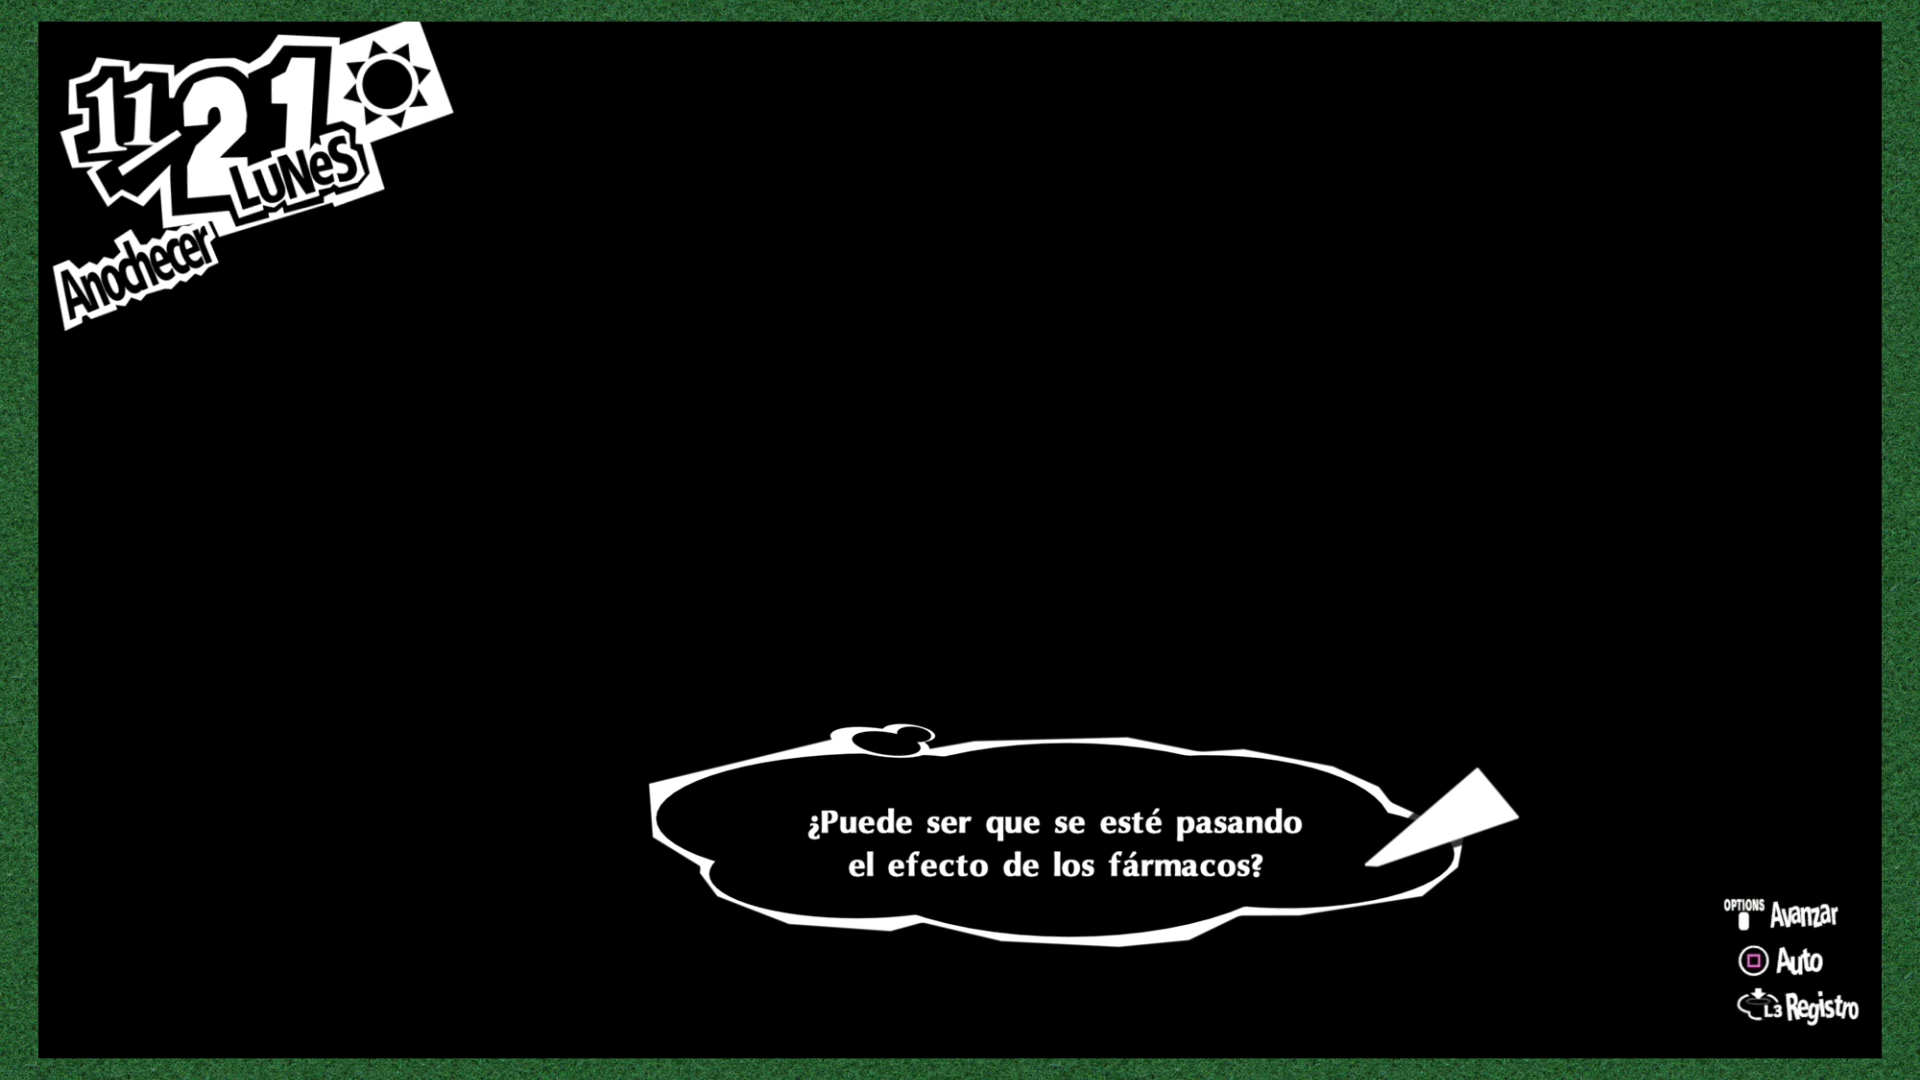 11/21
LuNeS
Anochecer
¿Puede ser que se esté pasando
el efecto de los fármacos?
OPTIONS Avanzar
Auto
L3 Registro